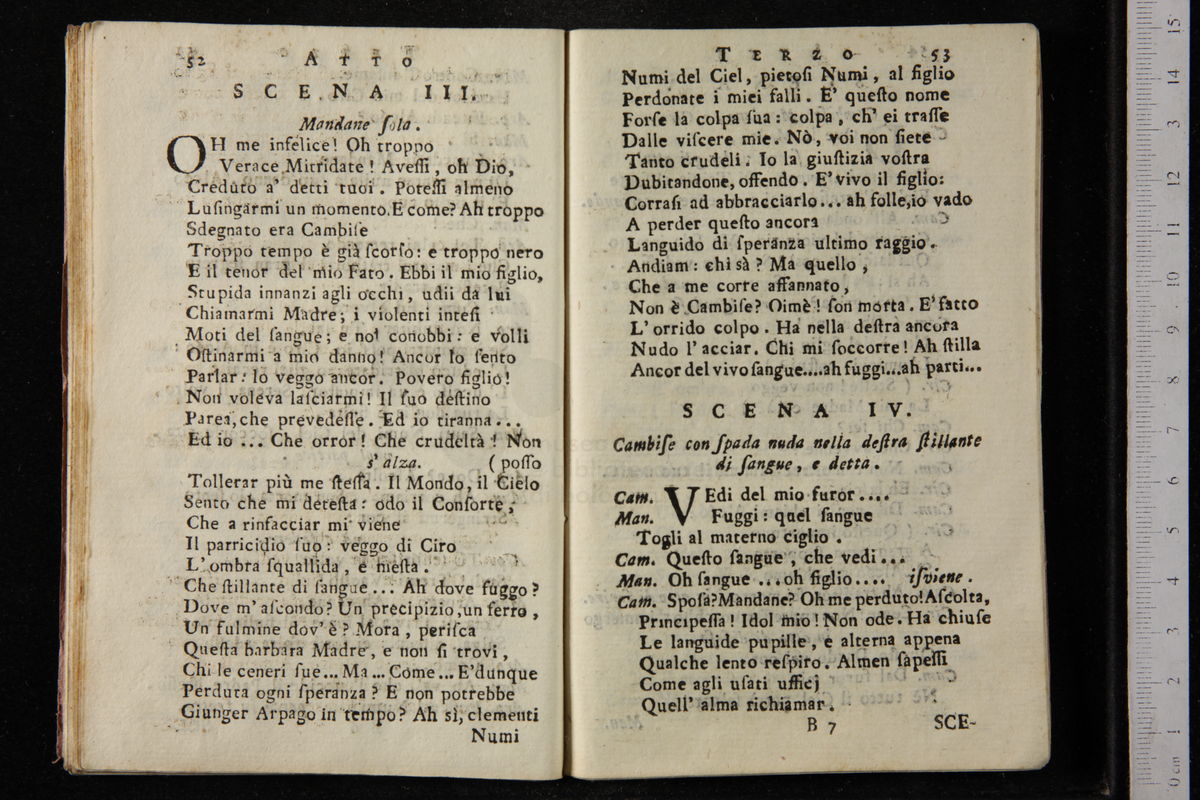 52 ATTO
SCENA III.
Mandane ſola.
OH me infelice! Oh troppo
Verace Mitridate! Aveſſi, oh Dio,
Creduto a' detti tuoi. Poteſſi almeno
Luſingarmi un momento. E come? Ah troppo
Sdegnato era Cambiſe
Troppo tempo è già ſcorſo: e troppo nero
E il tenor del mio Fato. Ebbi il mio figlio,
Stupida innanzi agli occhi, udii da lui
Chiamarmi Madre; i violenti inteſi
Moti del ſangue; e nol conobbi: e volli
Oſtinarmi a mio danno! Ancor lo ſento
Parlar: lo veggo ancor. Povero figlio!
Non voleva laſciarmi! Il ſuo deſtino
Parea, che prevedeſſe. Ed io tiranna...
Ed io ... Che orror! Che crudeltà! Non
s' alza. ( poſſo
Tollerar più me ſteſſa. Il Mondo, il Cielo
Sento che mi deteſta: odo il Conſorte,
Che a rinfacciar mi viene
Il parricidio ſuo: veggo di Ciro
L'ombra ſquallida, e meſta.
Che ſtillante di ſangue... Ah dove fuggo?
Dove m' aſcondo? Un precipizio, un ferro,
Un fulmine dov' è? Mora, periſca
Queſta barbara Madre, e non ſi trovi,
Chi le ceneri ſue... Ma... Come... E'dunque
Perduta ogni ſperanza? E non potrebbe
Giunger Arpago in tempo? Ah sì, clementi
Numi
TERZO 53
Numi del Ciel, pietoſi Numi, al figlio
Perdonate i miei falli. E' queſto nome
Forſe la colpa ſua: colpa, ch' ei traſſe
Dalle viſcere mie. Nò, voi non ſiete
Tanto crudeli. Io la giuſtizia voſtra
Dubitandone, offendo. E' vivo il figlio:
Corraſi ad abbracciarlo... ah folle, io vado
A perder queſto ancora
Languido di ſperanza ultimo raggio.
Andiam: chi sà? Ma quello,
Che a me corre affannato,
Non è Cambiſe? Oimè! ſon morta. E' fatto
L' orrido colpo. Ha nella deſtra ancora
Nudo l' acciar. Chi mi ſoccorre! Ah ſtilla
Ancor del vivo ſangue....ah fuggi...ah parti...
SCENA IV.
Cambiſe con ſpada nuda nella deſtra ſtillante
di ſangue, e detta.
Cam. VEdi del mio furor....
Man. Fuggi: quel ſangue
Togli al materno ciglio.
Cam. Queſto ſangue, che vedi...
Man. Oh ſangue ...oh figlio.... iſviene.
Cam. Spoſa? Mandane? Oh me perduto! Aſcolta,
Principeſſa! Idol mio! Non ode. Ha chiuſe
Le languide pupille, e alterna appena
Qualche lento reſpiro. Almen ſapeſſi
Come agli uſati ufficj
Quell' alma richiamar.
B 7 SCE-